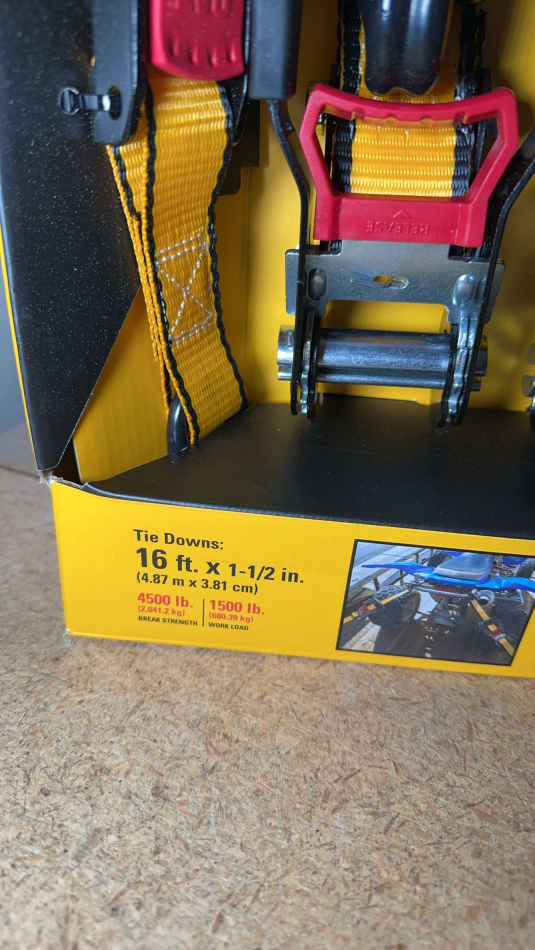 RELEASE
Tie Downs:
16 ft. x 1-1/2 in.
(4.87 m x 3.81 cm)
4500 lb. 1500 lb.
(2,041.2 kg) (680.39 kg)
BREAK STRENGTH WORK LOAD